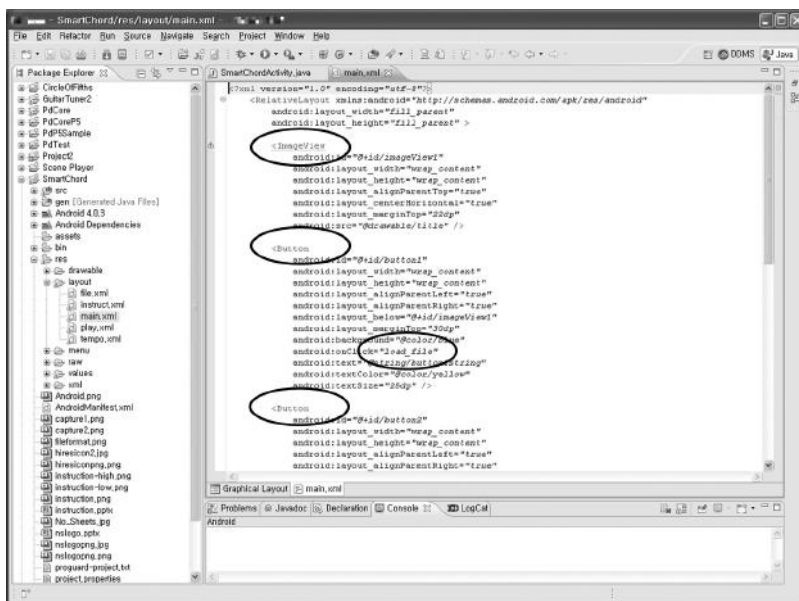 SmartChord/res/layout/main.xml
File Edit Refactor Run Source Navigate Search Project Window Help
DDMS Java
Package Explorer
SmartChordActivity.java main.xml
CircleOfFifths
GuitarTuner2
PdCore
PdCoreP5
PdP5Sample
PdTest
Project2
Scene Player
SmartChord
src
gen [Generated Java Files]
Android 4.0.3
Android Dependencies
assets
bin
res
drawable
layout
file.xml
instruct.xml
main.xml
play.xml
tempo.xml
menu
raw
values
xml
Android.png
AndroidManifest.xml
capture1.png
capture2.png
fileformat.png
hiresicon2.jpg
hiresiconpng.png
instruction-high.png
instruction-low.png
instruction.png
instruction.pptx
No_Sheets.jpg
nslogo.pptx
nslogopng.jpg
nslogopng.png
proguard-project.txt
project.properties
<?xml version="1.0" encoding="utf-8"?>
<RelativeLayout xmlns:android="http://schemas.android.com/apk/res/android"
android:layout_width="fill_parent"
android:layout_height="fill_parent" >
<ImageView
android:id="@+id/imageView1"
android:layout_width="wrap_content"
android:layout_height="wrap_content"
android:layout_alignParentTop="true"
android:layout_centerHorizontal="true"
android:layout_marginTop="22dp"
android:src="@drawable/title" />
<Button
android:id="@+id/button1"
android:layout_width="wrap_content"
android:layout_height="wrap_content"
android:layout_alignParentLeft="true"
android:layout_alignParentRight="true"
android:layout_below="@+id/imageView1"
android:layout_marginTop="30dp"
android:background="@color/blue"
android:onClick="load_file"
android:text="@string/button1String"
android:textColor="@color/yellow"
android:textSize="25dp" />
<Button
android:id="@+id/button2"
android:layout_width="wrap_content"
android:layout_height="wrap_content"
android:layout_alignParentLeft="true"
android:layout_alignParentRight="true"
Graphical Layout main.xml
Problems Javadoc Declaration Console LogCat
Android